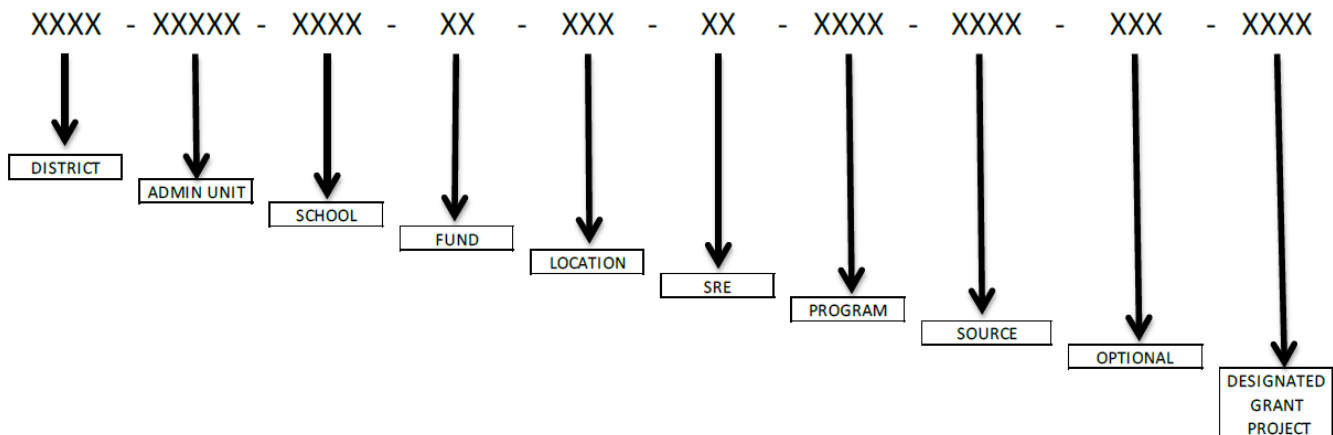 XXXX - XXXXX - XXXX - XX - XXX - XX - XXXX - XXXX - XXX - XXXX
DISTRICT
ADMIN UNIT
SCHOOL
FUND
LOCATION
SRE
PROGRAM
SOURCE
OPTIONAL
DESIGNATED
GRANT
PROJECT